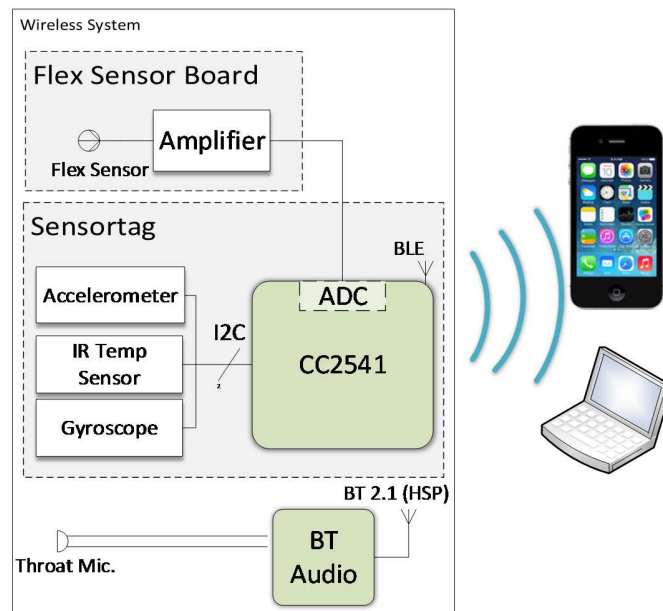 Wireless System
Flex Sensor Board
Amplifier
Flex Sensor
Sensortag
BLE
Accelerometer
ADC
I2C
IR Temp
Sensor
CC2541
2
Gyroscope
BT 2.1 (HSP)
BT
Audio
Throat Mic.